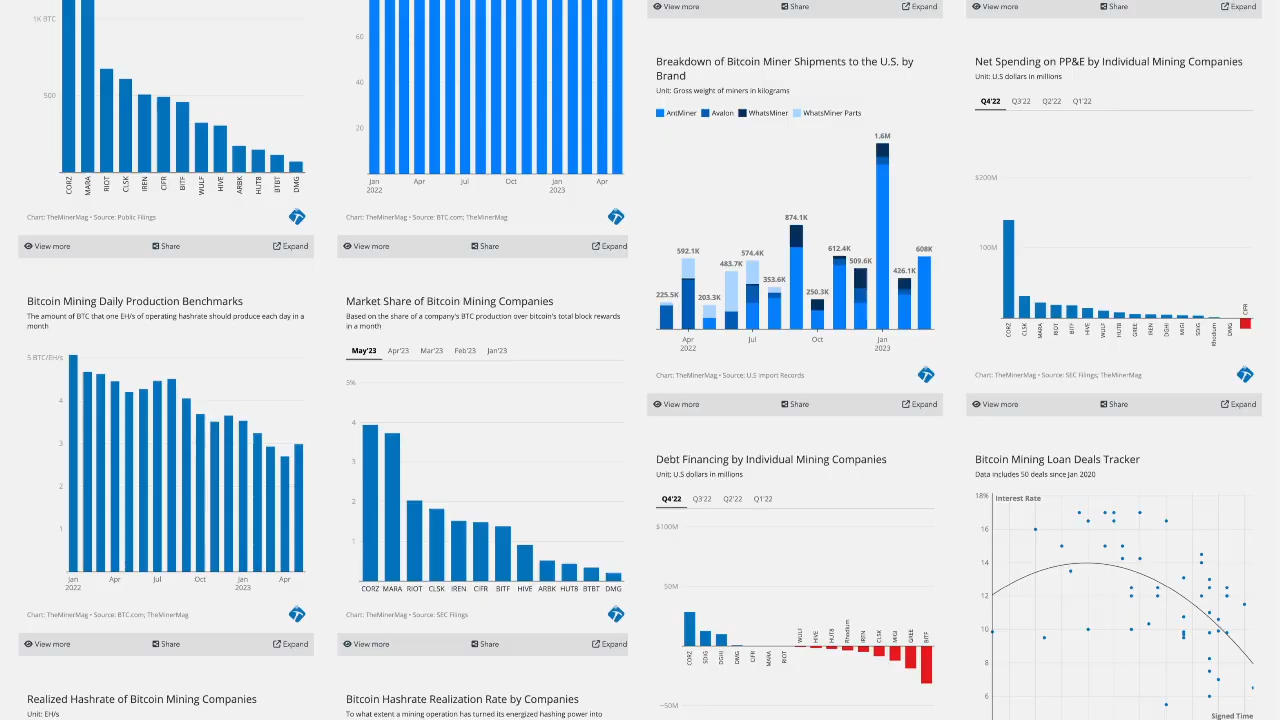 1K BTC
500
CORZ
MARA
RIOT
CLSK
IREN
CIFR
BITF
WULF
HIVE
ARBK
HUT8
BTBT
DMG
Chart: TheMinerMag • Source: Public Filings
View more
Share
Expand
Bitcoin Mining Daily Production Benchmarks
The amount of BTC that one EH/s of operating hashrate should produce each day in a
month
5 BTC/EH/s
4
3
2
1
Jan
2022
Apr
Jul
Oct
Jan
2023
Apr
Chart: TheMinerMag • Source: BTC.com; TheMinerMag
View more
Share
Expand
Realized Hashrate of Bitcoin Mining Companies
Unit: EH/s
60
40
20
Jan
2022
Apr
Jul
Oct
Jan
2023
Apr
Chart: TheMinerMag • Source: BTC.com; TheMinerMag
View more
Share
Expand
Market Share of Bitcoin Mining Companies
Based on the share of a company's BTC production over bitcoin's total block rewards
in a month
May'23 Apr'23 Mar'23 Feb'23 Jan'23
5%
4
3
2
1
CORZ MARA RIOT CLSK IREN CIFR BITF HIVE ARBK HUT8 BTBT DMG
Chart: TheMinerMag • Source: SEC Filings
View more
Share
Expand
Bitcoin Hashrate Realization Rate by Companies
To what extent a mining operation has turned its energized hashing power into
View more
Share
Expand
Breakdown of Bitcoin Miner Shipments to the U.S. by
Brand
Unit: Gross weight of miners in kilograms
AntMiner Avalon WhatsMiner WhatsMiner Parts
225.5K
592.1K
203.3K
483.7K
574.4K
353.6K
874.1K
250.3K
612.4K
509.6K
1.6M
426.1K
608K
Apr
2022
Jul
Oct
Jan
2023
Chart: TheMinerMag • Source: U.S Import Records
View more
Share
Expand
Debt Financing by Individual Mining Companies
Unit: U.S dollars in millions
Q4'22 Q3'22 Q2'22 Q1'22
$100M
50M
−50M
CORZ
SDIG
DGHI
DMG
CIFR
MARA
RIOT
WULF
HIVE
HUT8
Rhodium
IREN
CLSK
MIGI
GREE
BITF
View more
Share
Expand
Net Spending on PP&E by Individual Mining Companies
Unit: U.S dollars in millions
Q4'22 Q3'22 Q2'22 Q1'22
$200M
100M
CORZ
CLSK
MARA
RIOT
BITF
HIVE
WULF
HUT8
GREE
IREN
DGHI
MIGI
SDIG
Rhodium
DMG
CIFR
Chart: TheMinerMag • Source: SEC Filings; TheMinerMag
View more
Share
Expand
Bitcoin Mining Loan Deals Tracker
Data includes 50 deals since Jan 2020
18%
Interest Rate
16
14
12
10
8
6
Signed Time